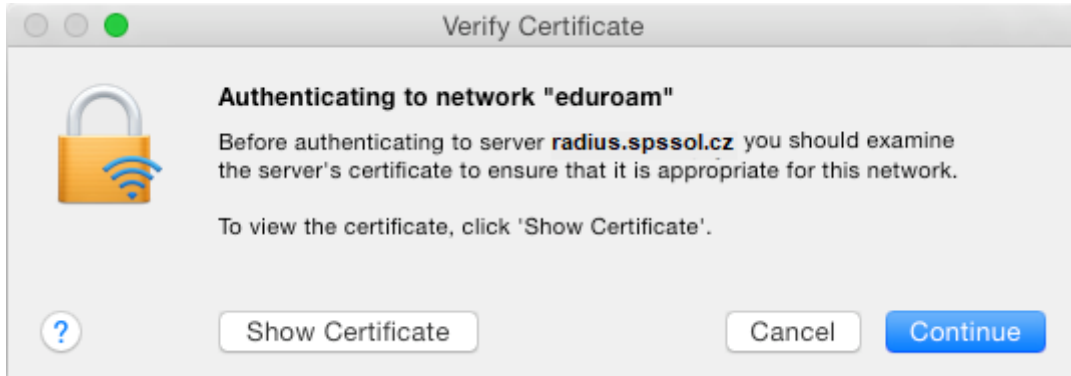 Verify Certificate
Authenticating to network "eduroam"
Before authenticating to server radius.spssol.cz you should examine
the server's certificate to ensure that it is appropriate for this network.
To view the certificate, click 'Show Certificate'.
? Show Certificate Cancel Continue